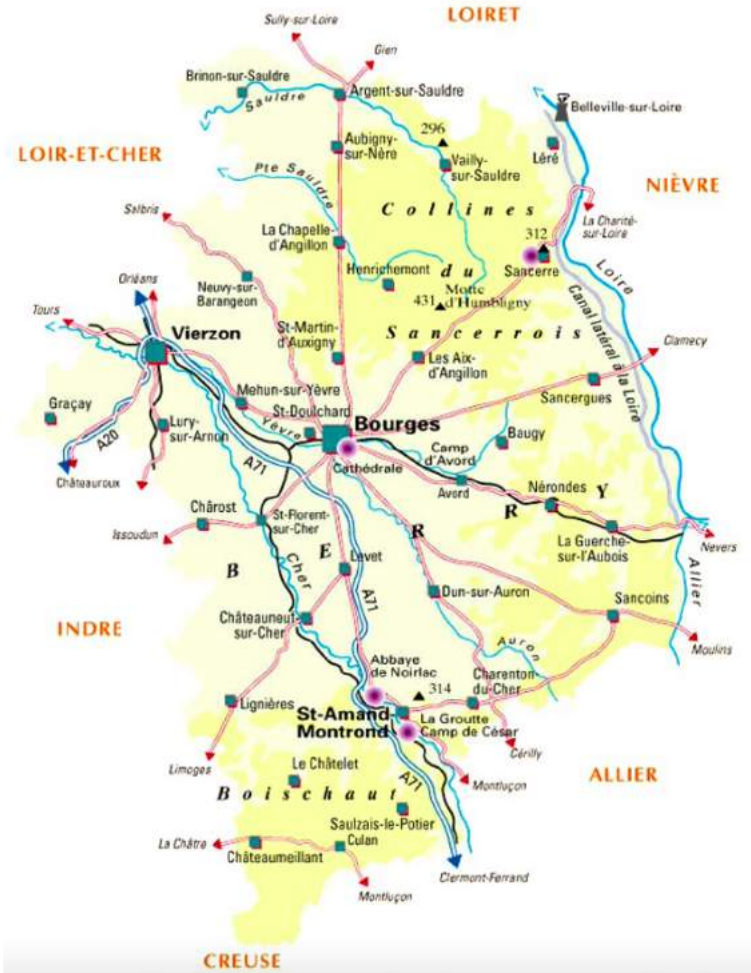 LOIRET
Sully-sur-Loire
Gien
Brinon-sur-Sauldre
Argent-sur-Sauldre
Sauldre
Belleville-sur-Loire
296
Aubigny-
sur-Nère
LOIR-ET-CHER
Vailly-
sur-Sauldre
Léré
Pte Sauldre
NIÈVRE
Salbris
Collines
La Charité-
sur-Loire
La Chapelle-
d'Angillon
312
Orléans
Henrichemont
du
Sancerre
Loire
Neuvy-sur-
Barangeon
431
Motte
d'Humbligny
Canal latéral à la Loire
Tours
Vierzon
St-Martin-
d'Auxigny
Sancerrois
Clamecy
Les Aix-
d'Angillon
Graçay
Mehun-sur-Yèvre
Sancergues
Lury-
sur-Arnon
St-Doulchard
Yèvre
Bourges
Baugy
A20
A71
Cathédrale
Camp
d'Avord
Châteauroux
Avord
Nérondes
Y
Chârost
St-Florent-
sur-Cher
R
R
Issoudun
La Guerche-
sur-l'Aubois
Nevers
B
Cher
E
Levet
A71
Allier
Dun-sur-Auron
Sancoins
INDRE
Châteauneuf-
sur-Cher
Auron
Moulins
Abbaye
de Noirlac
314
Charenton-
du-Cher
Lignières
St-Amand
Montrond
La Groutte
Camp de César
Cérilly
Limoges
Le Châtelet
A71
Montluçon
ALLIER
Boischaut
Saulzais-le-Potier
La Châtre
Culan
Châteaumeillant
Clermont-Ferrand
Montluçon
CREUSE